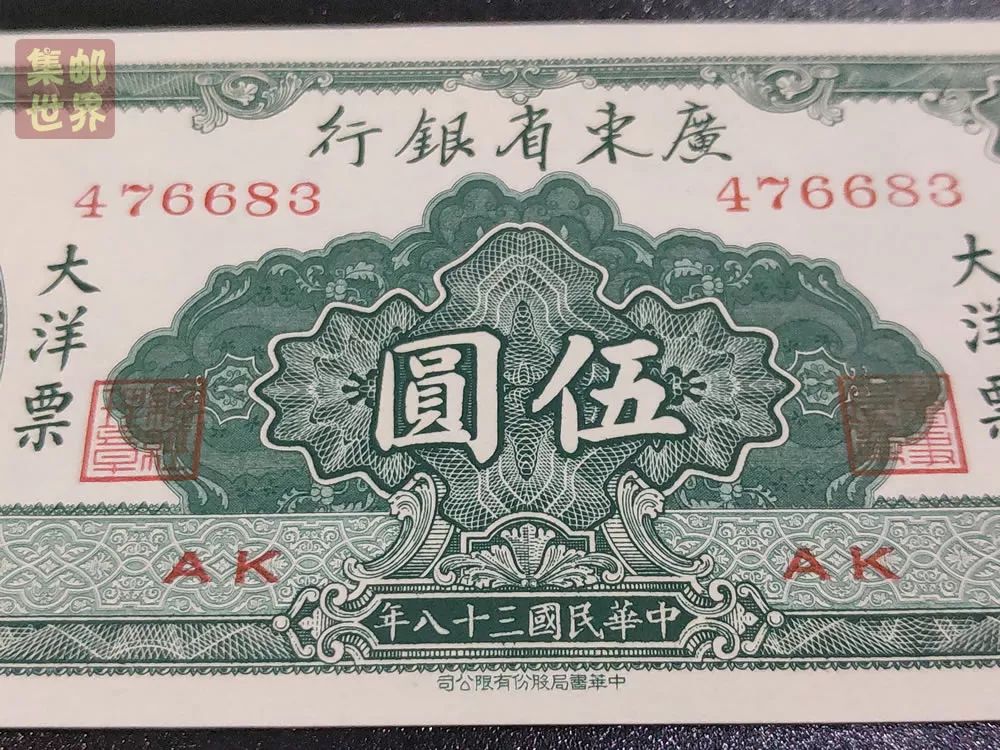 集邮
世界
廣東省銀行
476683
476683
大洋票
大洋票
伍圓
AK
AK
中華民國三十八年
中華書局股份有限公司